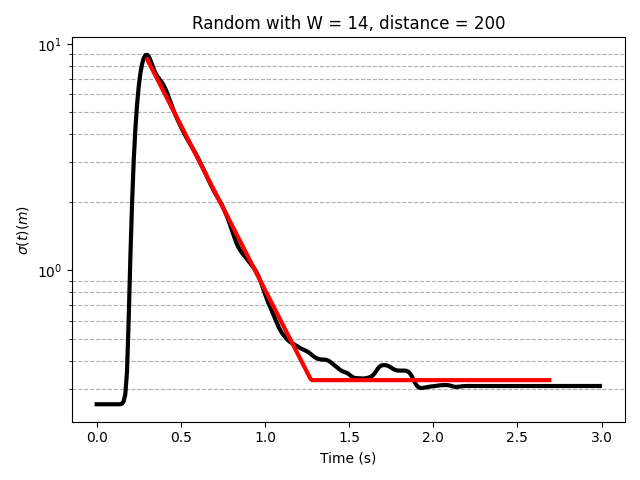 Random with W = 14, distance = 200
10¹
10⁰
σ(t)(m)
0.0 0.5 1.0 1.5 2.0 2.5 3.0
Time (s)